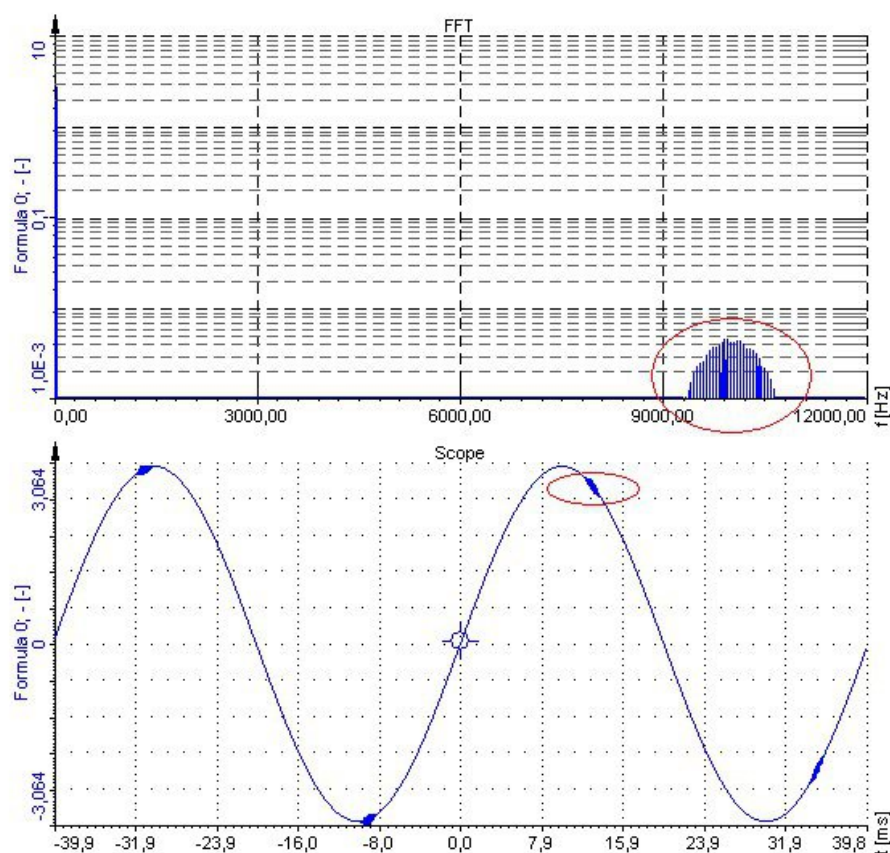 FFT
10
0,1
1,0E-3
Formula 0; - [-]
0,00 3000,00 6000,00 9000,00 12000,00
f [Hz]
Scope
3,064
0
-3,064
Formula 0; - [-]
-39,9 -31,9 -23,9 -16,0 -8,0 0,0 7,9 15,9 23,9 31,9 39,8
t [ms]